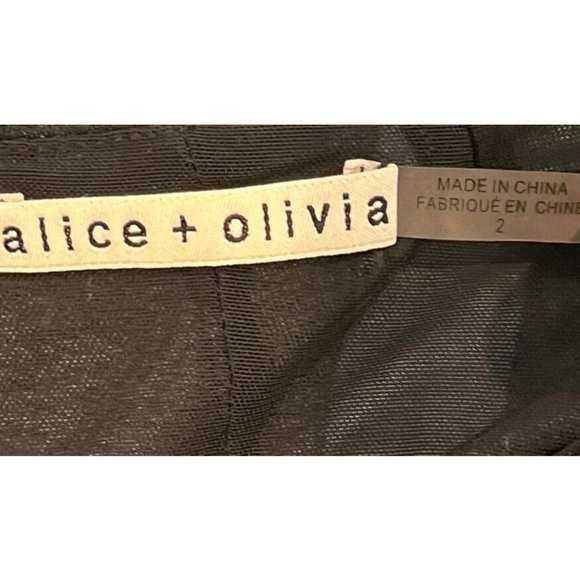 alice + olivia
MADE IN CHINA
FABRIQUÉ EN CHINE
2